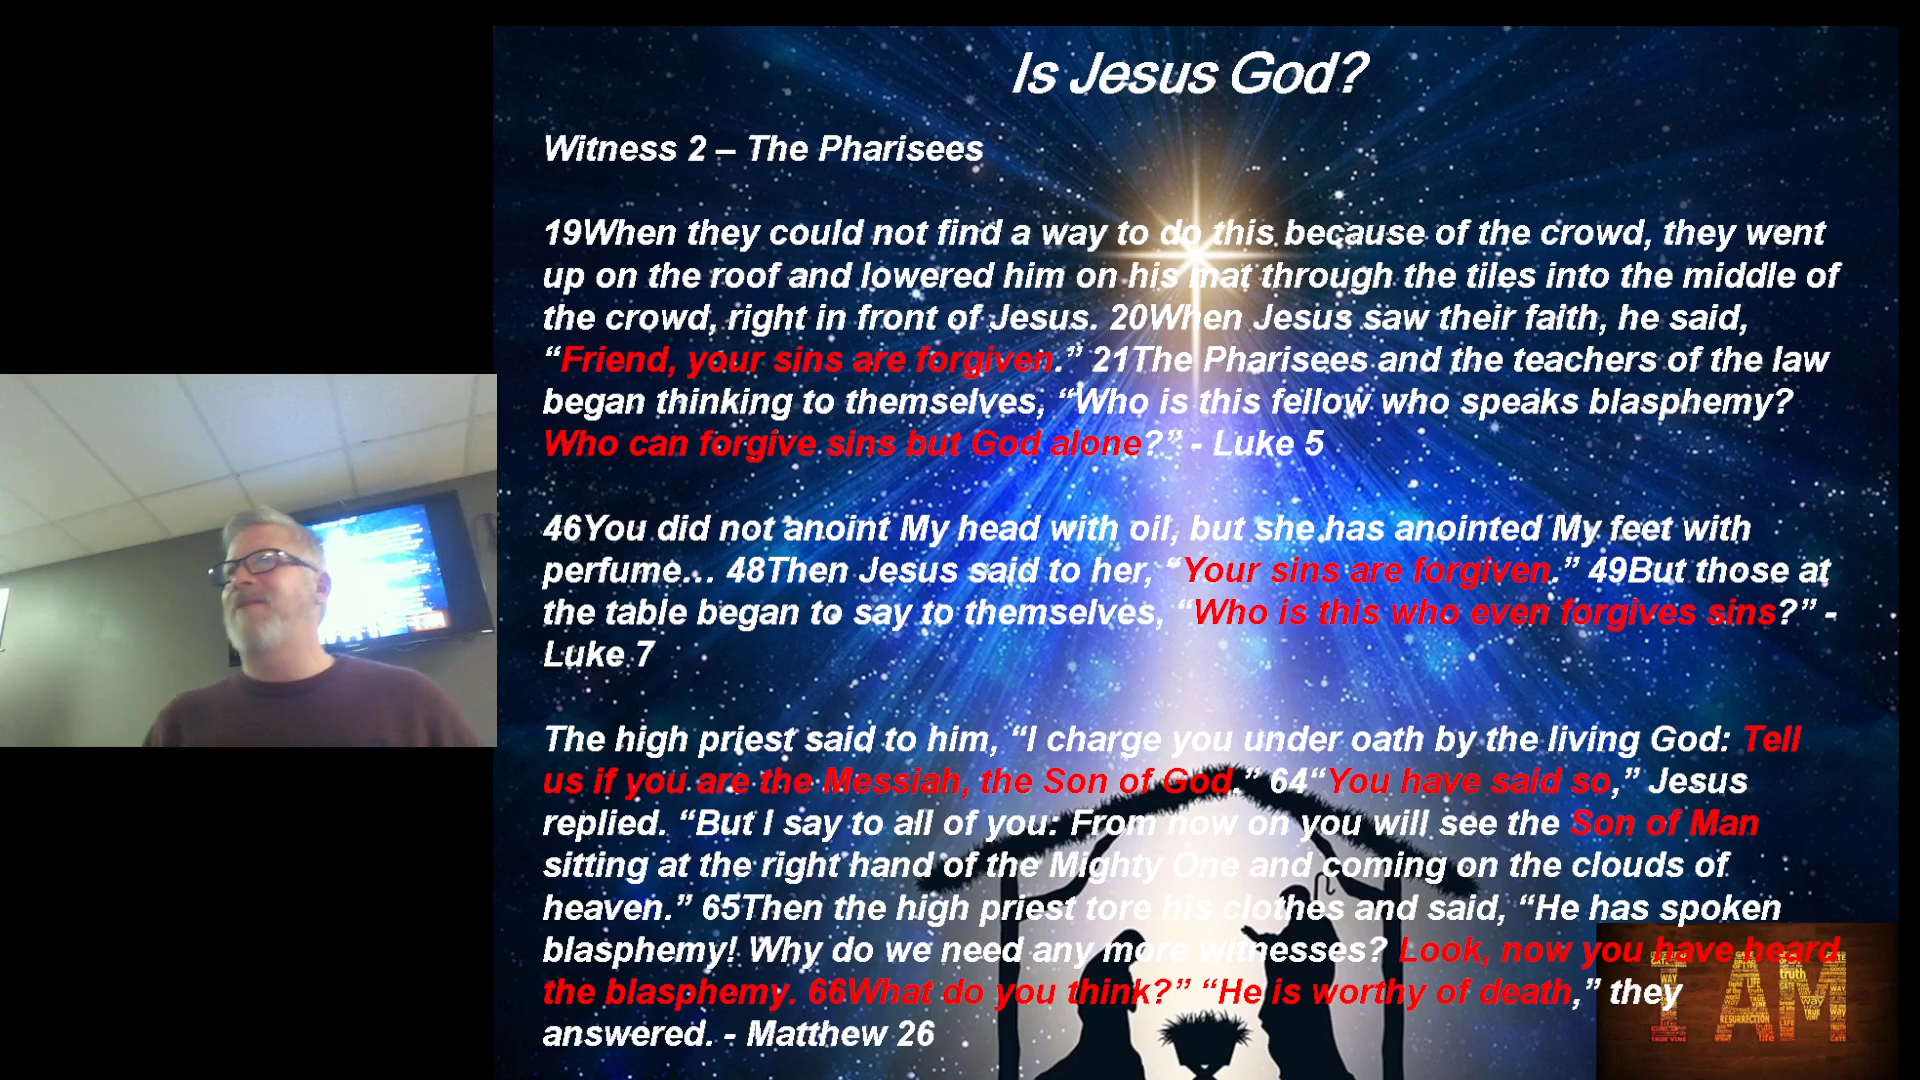 Is Jesus God?
Witness 2 – The Pharisees
19When they could not find a way to do this because of the crowd, they went
up on the roof and lowered him on his mat through the tiles into the middle of
the crowd, right in front of Jesus. 20When Jesus saw their faith, he said,
“Friend, your sins are forgiven.” 21The Pharisees and the teachers of the law
began thinking to themselves, “Who is this fellow who speaks blasphemy?
Who can forgive sins but God alone?” - Luke 5
46You did not anoint My head with oil, but she has anointed My feet with
perfume… 48Then Jesus said to her, “Your sins are forgiven.” 49But those at
the table began to say to themselves, “Who is this who even forgives sins?” -
Luke 7
The high priest said to him, “I charge you under oath by the living God: Tell
us if you are the Messiah, the Son of God.” 64“You have said so,” Jesus
replied. “But I say to all of you: From now on you will see the Son of Man
sitting at the right hand of the Mighty One and coming on the clouds of
heaven.” 65Then the high priest tore his clothes and said, “He has spoken
blasphemy! Why do we need any more witnesses? Look, now you have heard
the blasphemy. 66What do you think?” “He is worthy of death,” they
answered. - Matthew 26
I AM